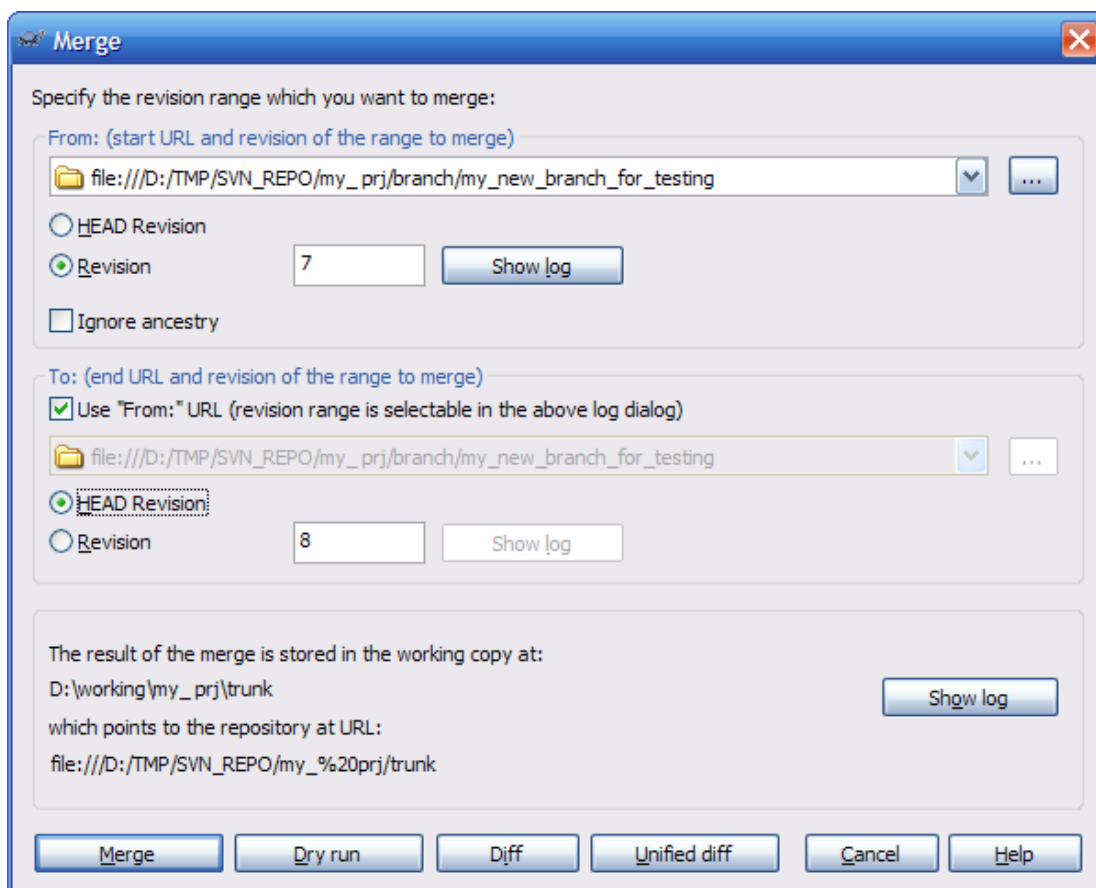 Merge
Specify the revision range which you want to merge:
From: (start URL and revision of the range to merge)
file:///D:/TMP/SVN_REPO/my_ prj/branch/my_new_branch_for_testing
...
HEAD Revision
Revision 7 Show log
Ignore ancestry
To: (end URL and revision of the range to merge)
Use "From:" URL (revision range is selectable in the above log dialog)
file:///D:/TMP/SVN_REPO/my_ prj/branch/my_new_branch_for_testing
...
HEAD Revision
Revision 8 Show log
The result of the merge is stored in the working copy at:
D:\working\my_ prj\trunk
Show log
which points to the repository at URL:
file:///D:/TMP/SVN_REPO/my_%20prj/trunk
Merge Dry run Diff Unified diff Cancel Help